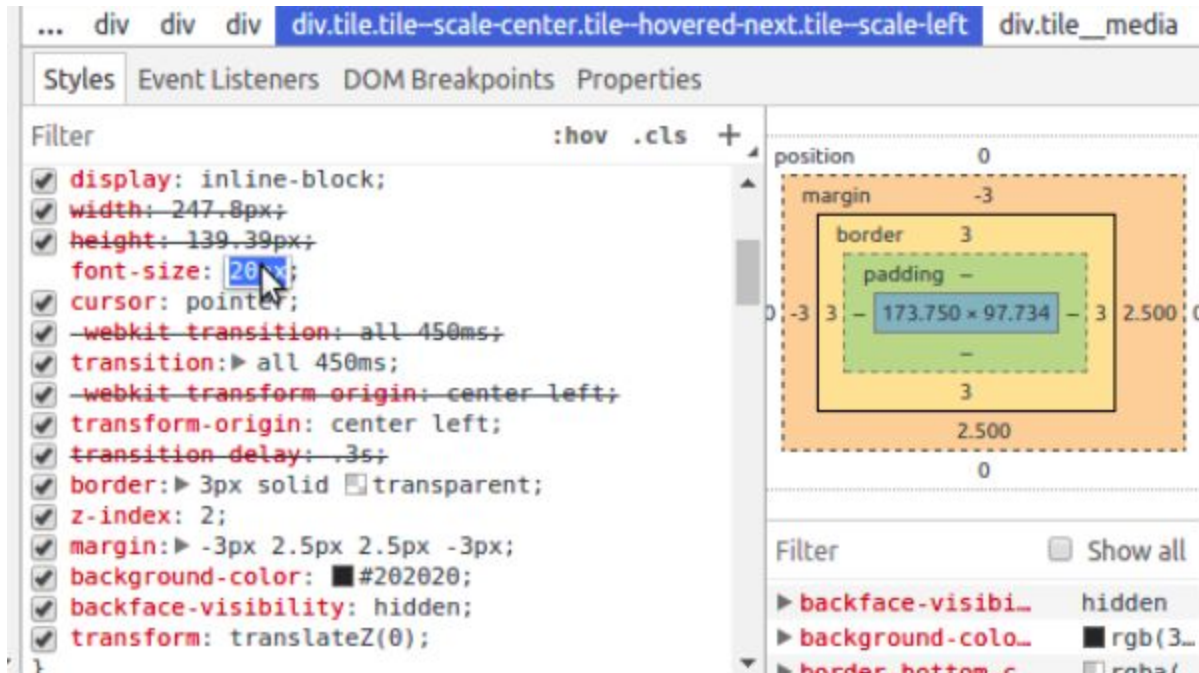 ... div div div div.tile.tile--scale-center.tile--hovered-next.tile--scale-left div.tile__media
Styles Event Listeners DOM Breakpoints Properties
Filter :hov .cls +
display: inline-block;
width: 247.8px;
height: 139.39px;
font-size: 20px;
cursor: pointer;
-webkit-transition: all 450ms;
transition: all 450ms;
-webkit-transform-origin: center left;
transform-origin: center left;
transition-delay: .3s;
border: 3px solid transparent;
z-index: 2;
margin: -3px 2.5px 2.5px -3px;
background-color: #202020;
backface-visibility: hidden;
transform: translateZ(0);
}
position 0
margin -3
border 3
padding –
0 -3 3 – 173.750 × 97.734 – 3 2.500 0
–
3
2.500
0
Filter Show all
backface-visibi… hidden
background-colo… rgb(3…
border-bottom-c… rgba(